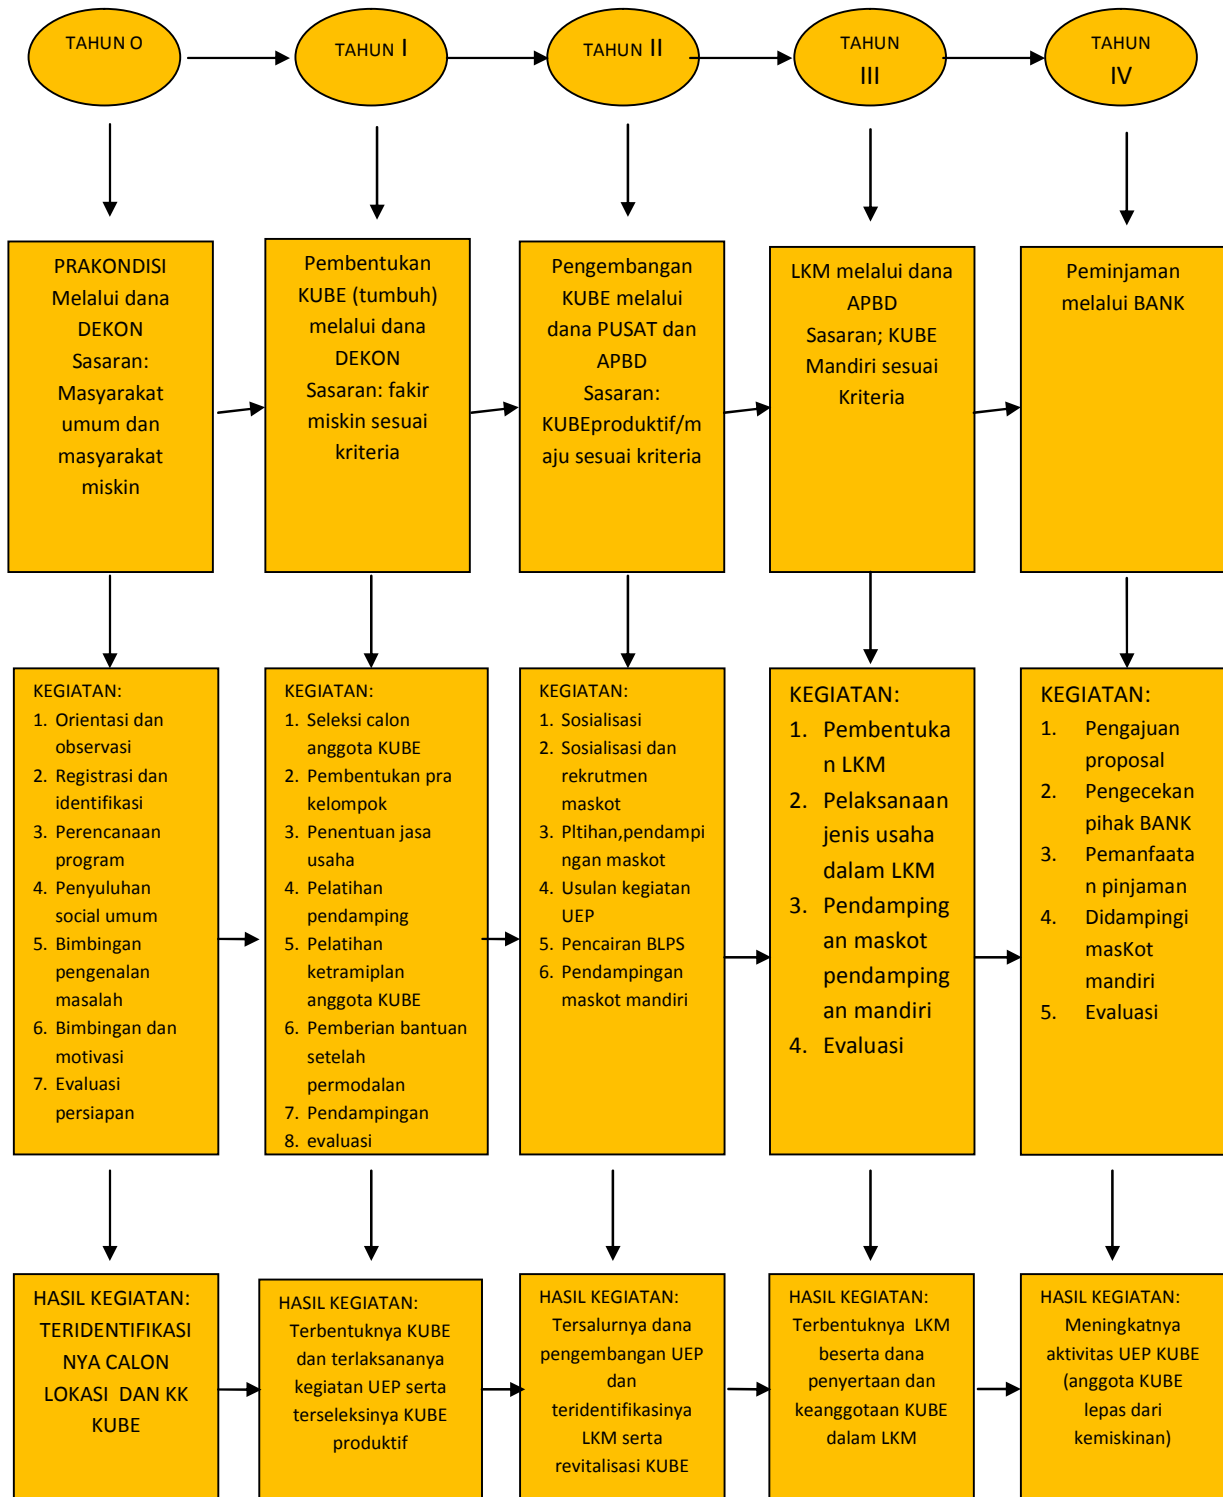 TAHUN O
TAHUN I
TAHUN II
TAHUN
III
TAHUN
IV
PRAKONDISI
Melalui dana
DEKON
Sasaran:
Masyarakat
umum dan
masyarakat
miskin
Pembentukan
KUBE (tumbuh)
melalui dana
DEKON
Sasaran: fakir
miskin sesuai
kriteria
Pengembangan
KUBE melalui
dana PUSAT dan
APBD
Sasaran:
KUBEproduktif/m
aju sesuai kriteria
LKM melalui dana
APBD
Sasaran; KUBE
Mandiri sesuai
Kriteria
Peminjaman
melalui BANK
KEGIATAN:
1. Orientasi dan
observasi
2. Registrasi dan
identifikasi
3. Perencanaan
program
4. Penyuluhan
social umum
5. Bimbingan
pengenalan
masalah
6. Bimbingan dan
motivasi
7. Evaluasi
persiapan
KEGIATAN:
1. Seleksi calon
anggota KUBE
2. Pembentukan pra
kelompok
3. Penentuan jasa
usaha
4. Pelatihan
pendamping
5. Pelatihan
ketramiplan
anggota KUBE
6. Pemberian bantuan
setelah
permodalan
7. Pendampingan
8. evaluasi
KEGIATAN:
1. Sosialisasi
2. Sosialisasi dan
rekrutmen
maskot
3. Pltihan,pendampi
ngan maskot
4. Usulan kegiatan
UEP
5. Pencairan BLPS
6. Pendampingan
maskot mandiri
KEGIATAN:
1. Pembentuka
n LKM
2. Pelaksanaan
jenis usaha
dalam LKM
3. Pendamping
an maskot
pendamping
an mandiri
4. Evaluasi
KEGIATAN:
1. Pengajuan
proposal
2. Pengecekan
pihak BANK
3. Pemanfaata
n pinjaman
4. Didampingi
masKot
mandiri
5. Evaluasi
HASIL KEGIATAN:
TERIDENTIFIKASI
NYA CALON
LOKASI DAN KK
KUBE
HASIL KEGIATAN:
Terbentuknya KUBE
dan terlaksananya
kegiatan UEP serta
terseleksinya KUBE
produktif
HASIL KEGIATAN:
Tersalurnya dana
pengembangan UEP
dan
teridentifikasinya
LKM serta
revitalisasi KUBE
HASIL KEGIATAN:
Terbentuknya LKM
beserta dana
penyertaan dan
keanggotaan KUBE
dalam LKM
HASIL KEGIATAN:
Meningkatnya
aktivitas UEP KUBE
(anggota KUBE
lepas dari
kemiskinan)